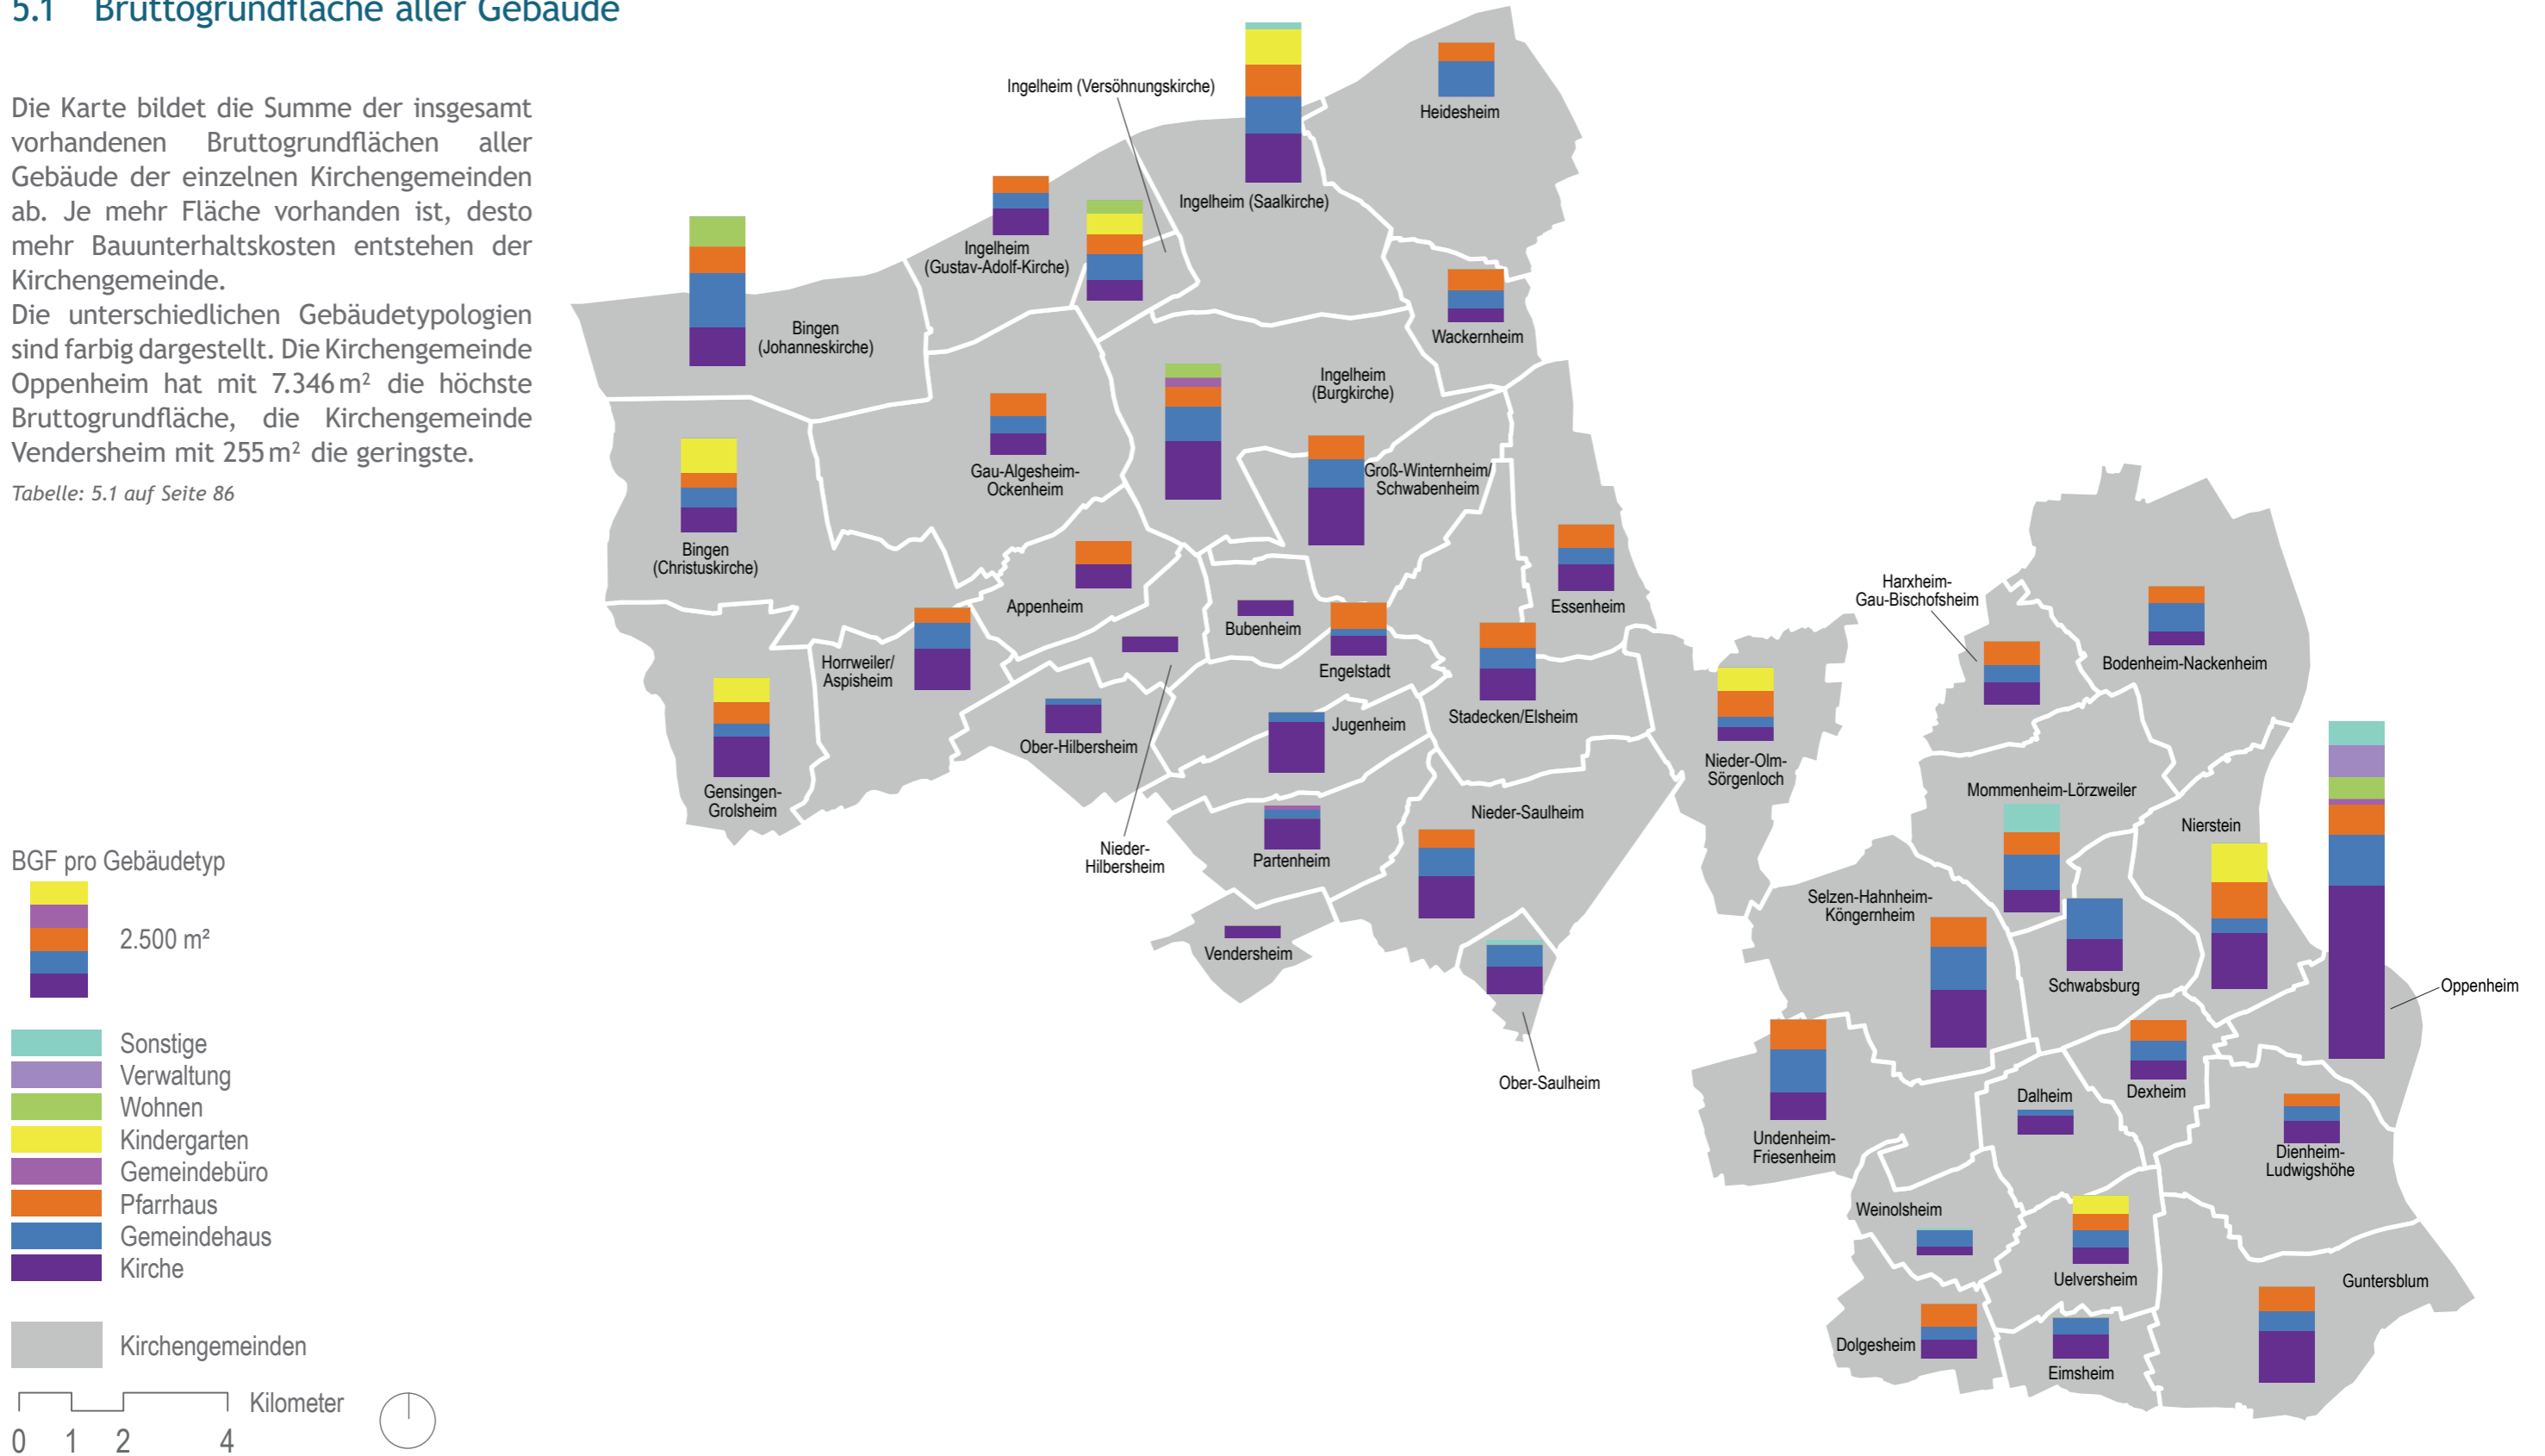 5.1 Bruttogrundfläche aller Gebäude
Die Karte bildet die Summe der insgesamt
vorhandenen Bruttogrundflächen aller
Gebäude der einzelnen Kirchengemeinden
ab. Je mehr Fläche vorhanden ist, desto
mehr Bauunterhaltskosten entstehen der
Kirchengemeinde.
Die unterschiedlichen Gebäudetypologien
sind farbig dargestellt. Die Kirchengemeinde
Oppenheim hat mit 7.346 m² die höchste
Bruttogrundfläche, die Kirchengemeinde
Vendersheim mit 255 m² die geringste.
Tabelle: 5.1 auf Seite 86
BGF pro Gebäudetyp
2.500 m²
Sonstige
Verwaltung
Wohnen
Kindergarten
Gemeindebüro
Pfarrhaus
Gemeindehaus
Kirche
Kirchengemeinden
Kilometer
0 1 2 4
Ingelheim (Versöhnungskirche)
Heidesheim
Ingelheim (Saalkirche)
Ingelheim
(Gustav-Adolf-Kirche)
Bingen
(Johanneskirche)
Wackernheim
Ingelheim
(Burgkirche)
Gau-Algesheim-
Ockenheim
Groß-Winternheim/
Schwabenheim
Bingen
(Christuskirche)
Appenheim
Bubenheim
Essenheim
Engelstadt
Horrweiler/
Aspisheim
Ober-Hilbersheim
Jugenheim
Stadecken/Elsheim
Gensingen-
Grolsheim
Nieder-
Hilbersheim
Partenheim
Nieder-Saulheim
Vendersheim
Ober-Saulheim
Nieder-Olm-
Sörgenloch
Harxheim-
Gau-Bischofsheim
Bodenheim-Nackenheim
Mommenheim-Lörzweiler
Nierstein
Selzen-Hahnheim-
Köngernheim
Schwabsburg
Oppenheim
Undenheim-
Friesenheim
Dalheim
Dexheim
Dienheim-
Ludwigshöhe
Weinolsheim
Uelversheim
Guntersblum
Dolgesheim
Eimsheim